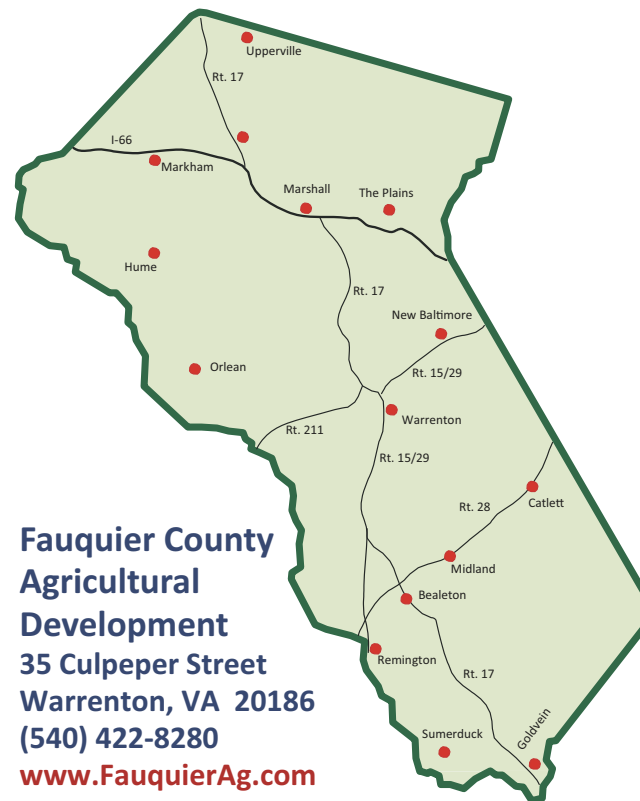 Upperville
Rt. 17
I-66
Markham
Marshall
The Plains
Hume
Rt. 17
New Baltimore
Orlean
Rt. 15/29
Warrenton
Rt. 211
Rt. 15/29
Catlett
Rt. 28
Midland
Bealeton
Remington
Rt. 17
Sumerduck
Goldvein
Fauquier County
Agricultural
Development
35 Culpeper Street
Warrenton, VA 20186
(540) 422-8280
www.FauquierAg.com